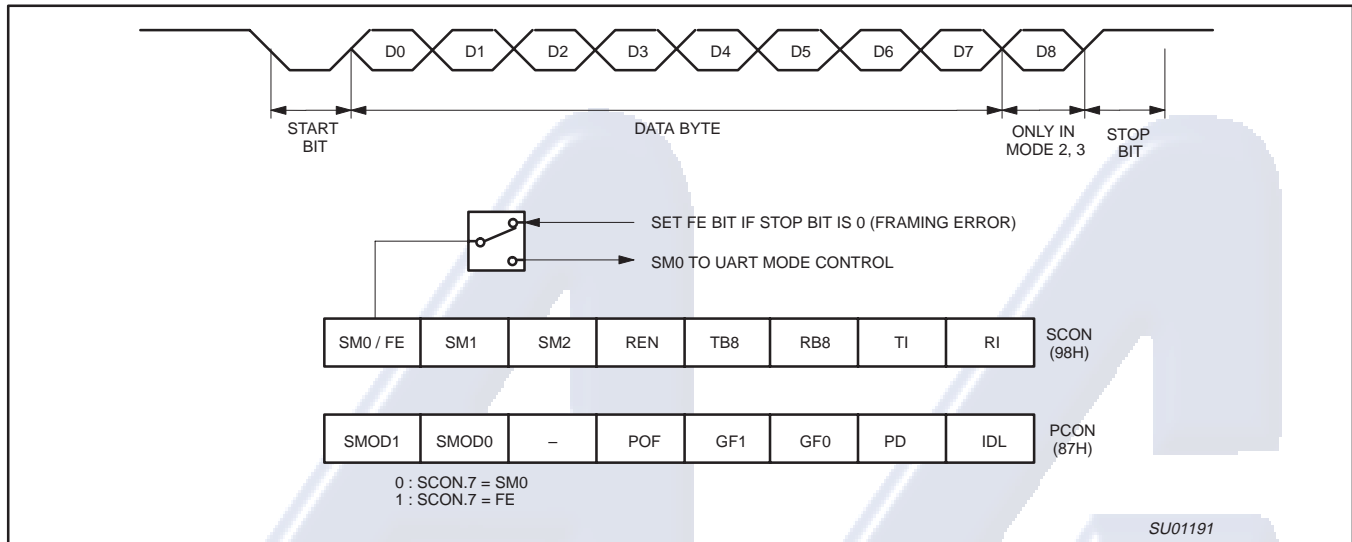 D0 D1 D2 D3 D4 D5 D6 D7 D8
START
BIT
DATA BYTE
ONLY IN
MODE 2, 3
STOP
BIT
SET FE BIT IF STOP BIT IS 0 (FRAMING ERROR)
SM0 TO UART MODE CONTROL
SM0 / FE SM1 SM2 REN TB8 RB8 TI RI
SCON
(98H)
SMOD1 SMOD0 – POF GF1 GF0 PD IDL
PCON
(87H)
0 : SCON.7 = SM0
1 : SCON.7 = FE
SU01191